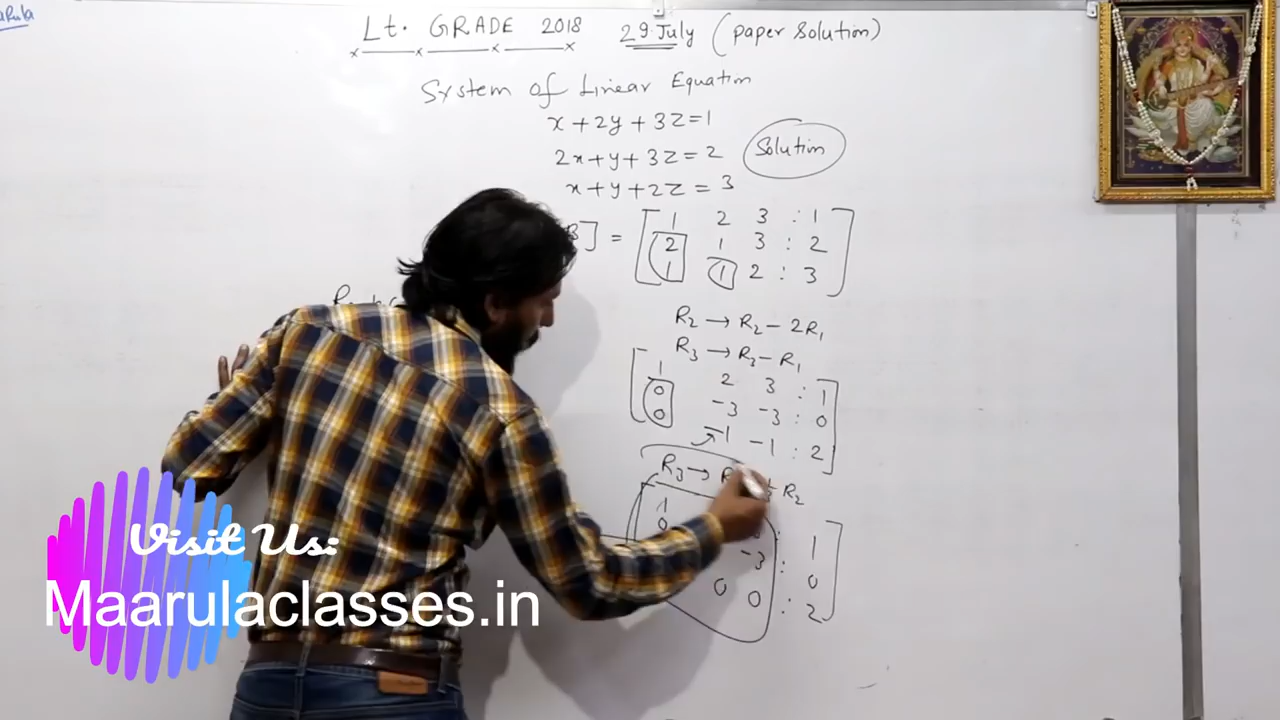 Lt. GRADE 2018 29 July (paper solution)
System of Linear Equation
x + 2y + 3z = 1
2x + y + 3z = 2
x + y + 2z = 3
Solution
] = [ 1 2 3 : 1
2 1 3 : 2
1 1 2 : 3 ]
R2 → R2 - 2R1
R3 → R3 - R1
[ 1 2 3 : 1
0 -3 -3 : 0
0 -1 -1 : 2 ]
R3 → R2
1 : 1
0 -3 : 0
0 0 : 2 ]
Visit Us:
Maarulaclasses.in